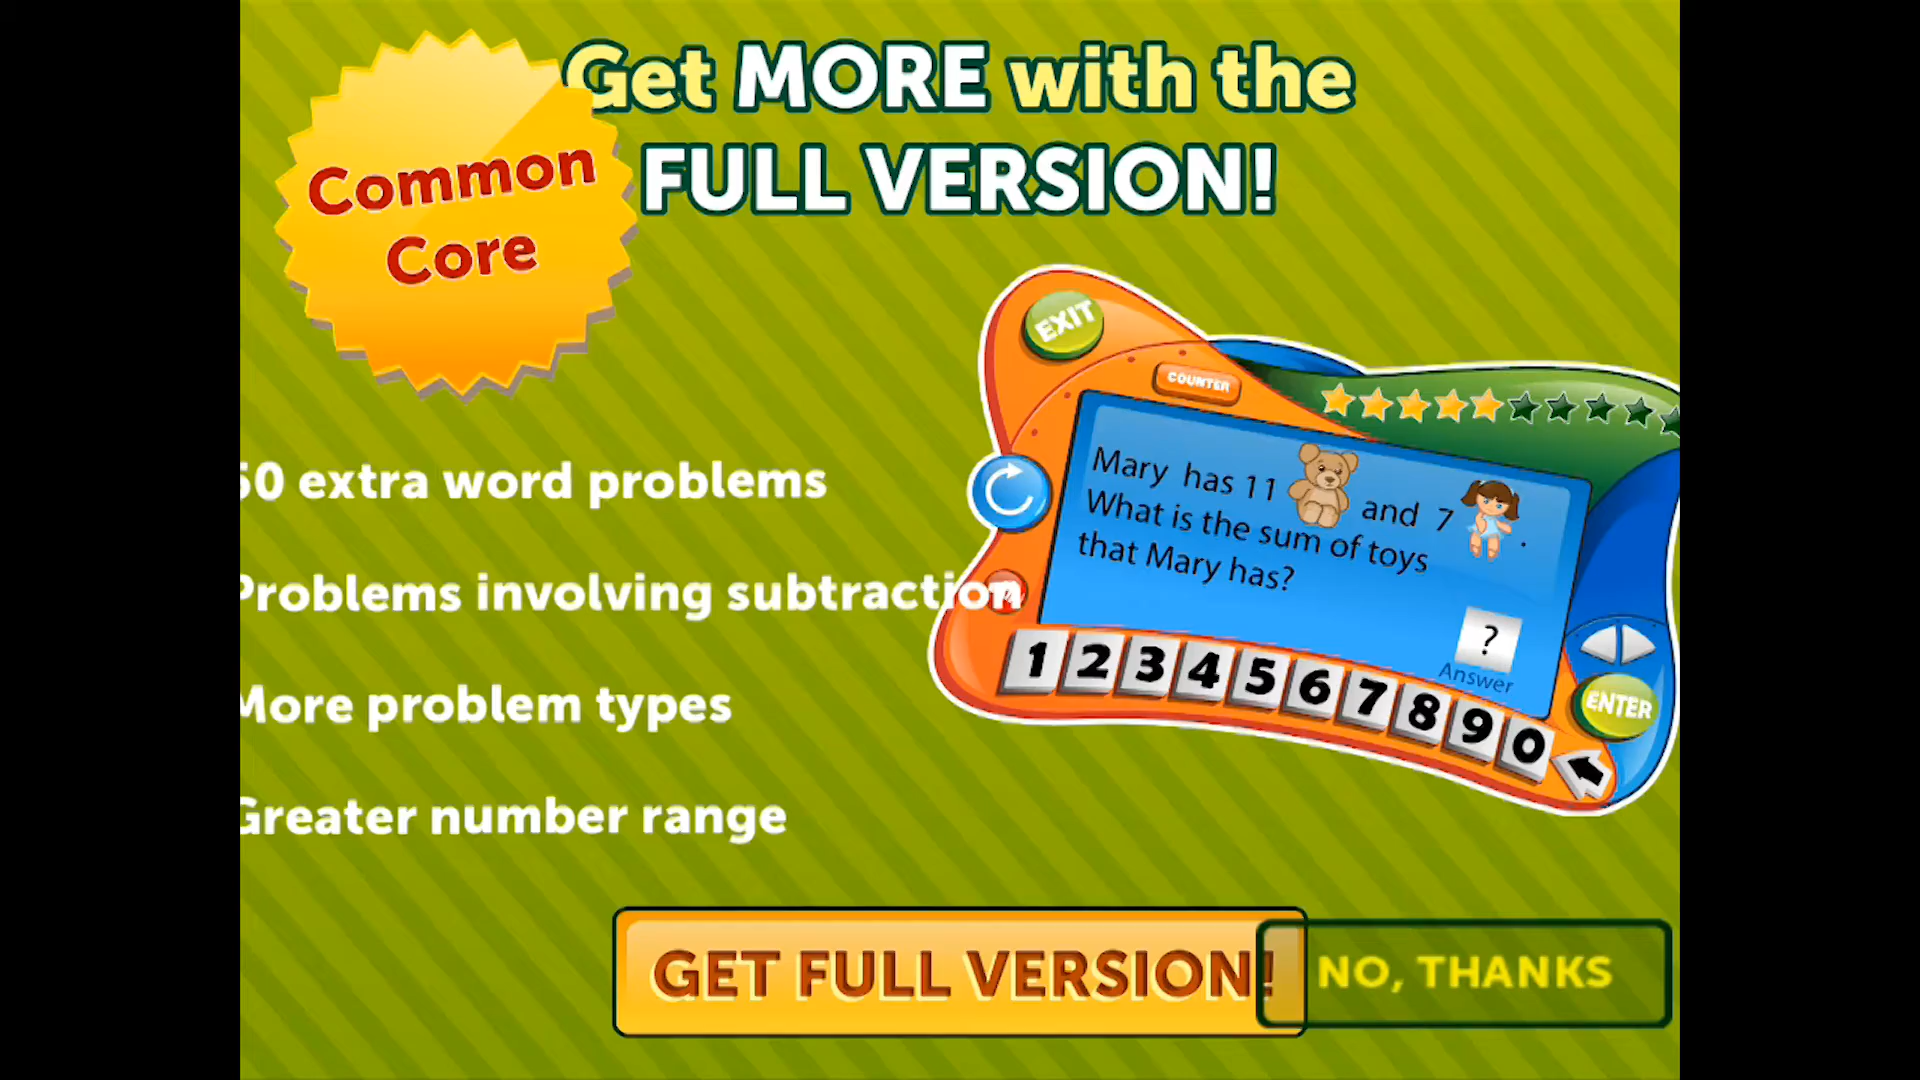 Get MORE with the
FULL VERSION!
Common
Core
EXIT
COUNTER
Mary has 11 and 7 .
What is the sum of toys
that Mary has?
?
Answer
1 2 3 4 5 6 7 8 9 0
ENTER
extra word problems
Problems involving subtraction
More problem types
Greater number range
GET FULL VERSION!
NO, THANKS